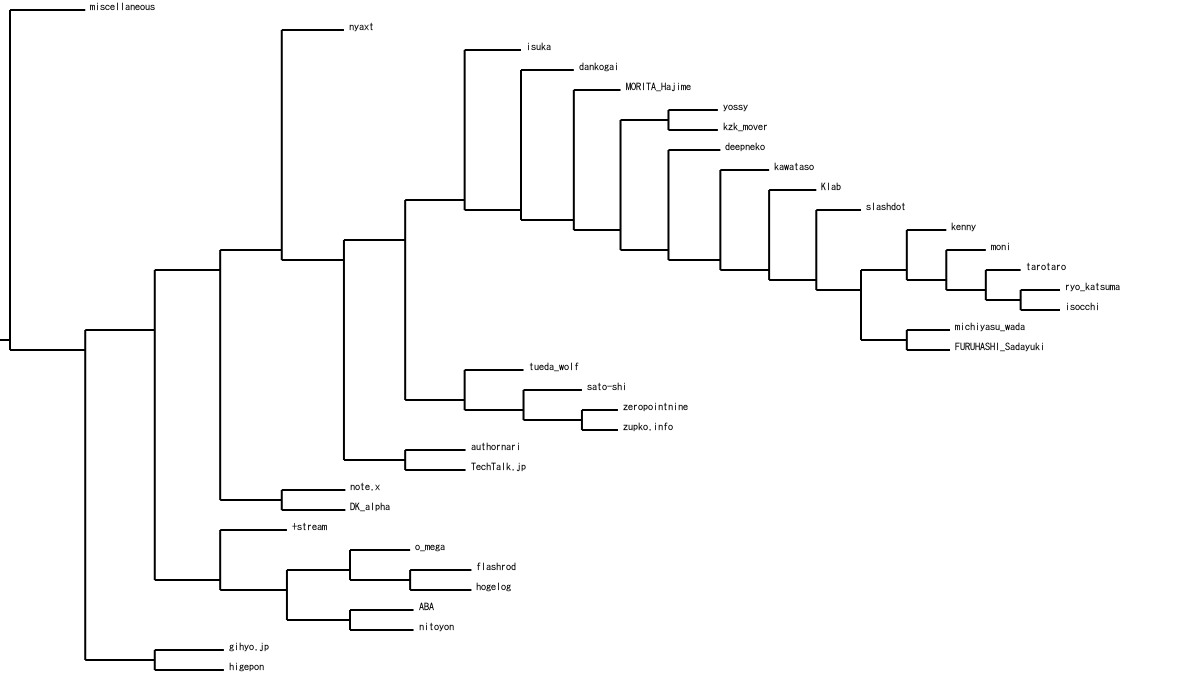 miscellaneous
nyaxt
isuka
dankogai
MORITA_Hajime
yossy
kzk_mover
deepneko
kawataso
Klab
slashdot
kenny
moni
tarotaro
ryo_katsuma
isocchi
michiyasu_wada
FURUHASHI_Sadayuki
tueda_wolf
sato-shi
zeropointnine
zupko.info
authornari
TechTalk.jp
note.x
DK_alpha
+stream
o_mega
flashrod
hogelog
ABA
nitoyon
gihyo.jp
higepon